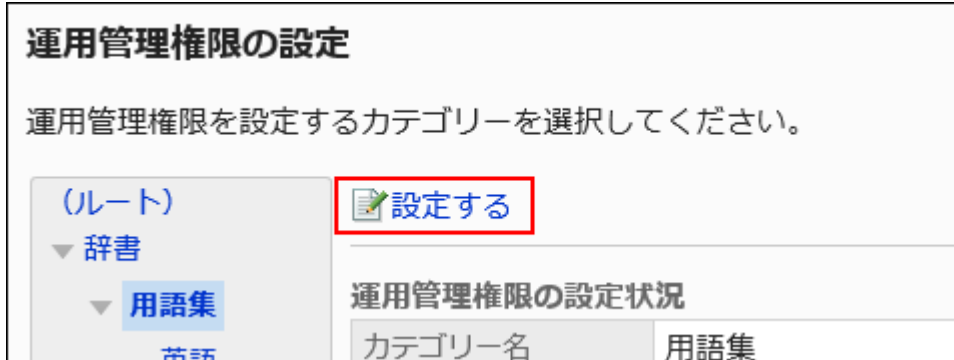 運用管理権限の設定
運用管理権限を設定するカテゴリーを選択してください。
(ルート)
辞書
用語集
英語
設定する
運用管理権限の設定状況
カテゴリー名 用語集